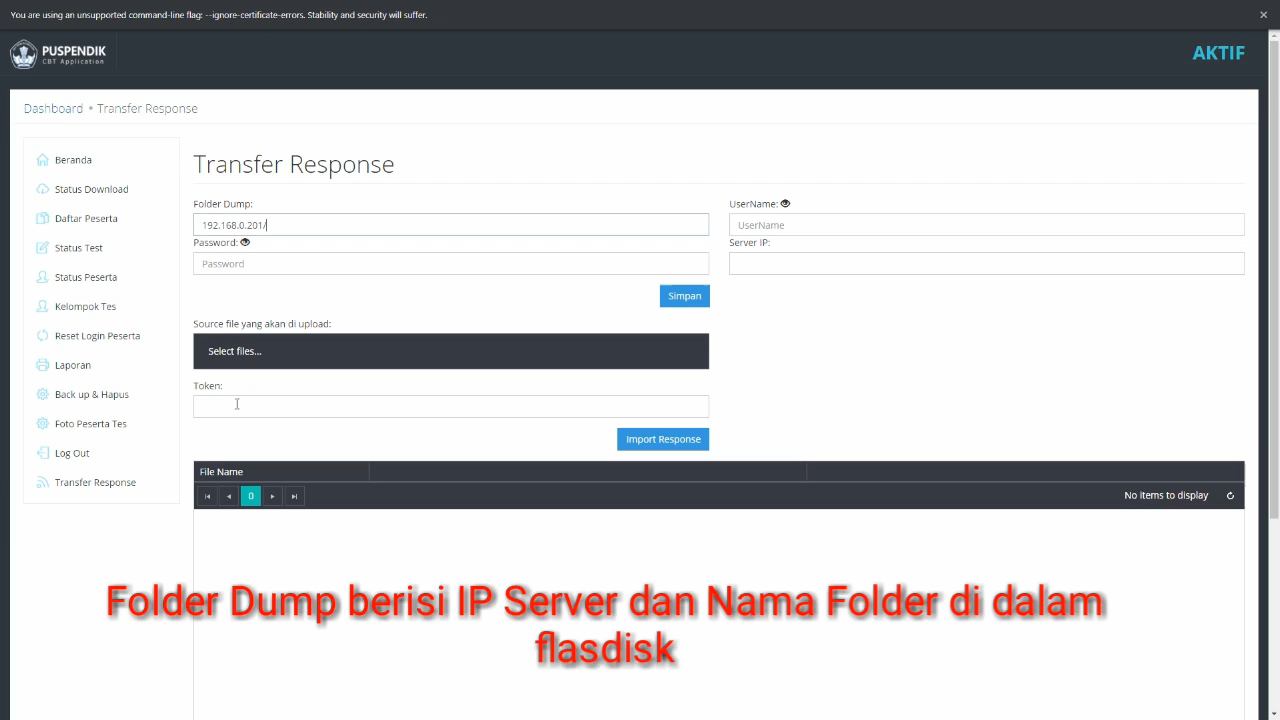 You are using an unsupported command-line flag: --ignore-certificate-errors. Stability and security will suffer.
PUSPENDIK
CBT Application
AKTIF
Dashboard • Transfer Response
Beranda
Status Download
Daftar Peserta
Status Test
Status Peserta
Kelompok Tes
Reset Login Peserta
Laporan
Back up & Hapus
Foto Peserta Tes
Log Out
Transfer Response
Transfer Response
Folder Dump:
192.168.0.201/
UserName:
UserName
Password:
Password
Server IP:
Simpan
Source file yang akan di upload:
Select files...
Token:
Import Response
File Name
0
No items to display
Folder Dump berisi IP Server dan Nama Folder di dalam
flasdisk